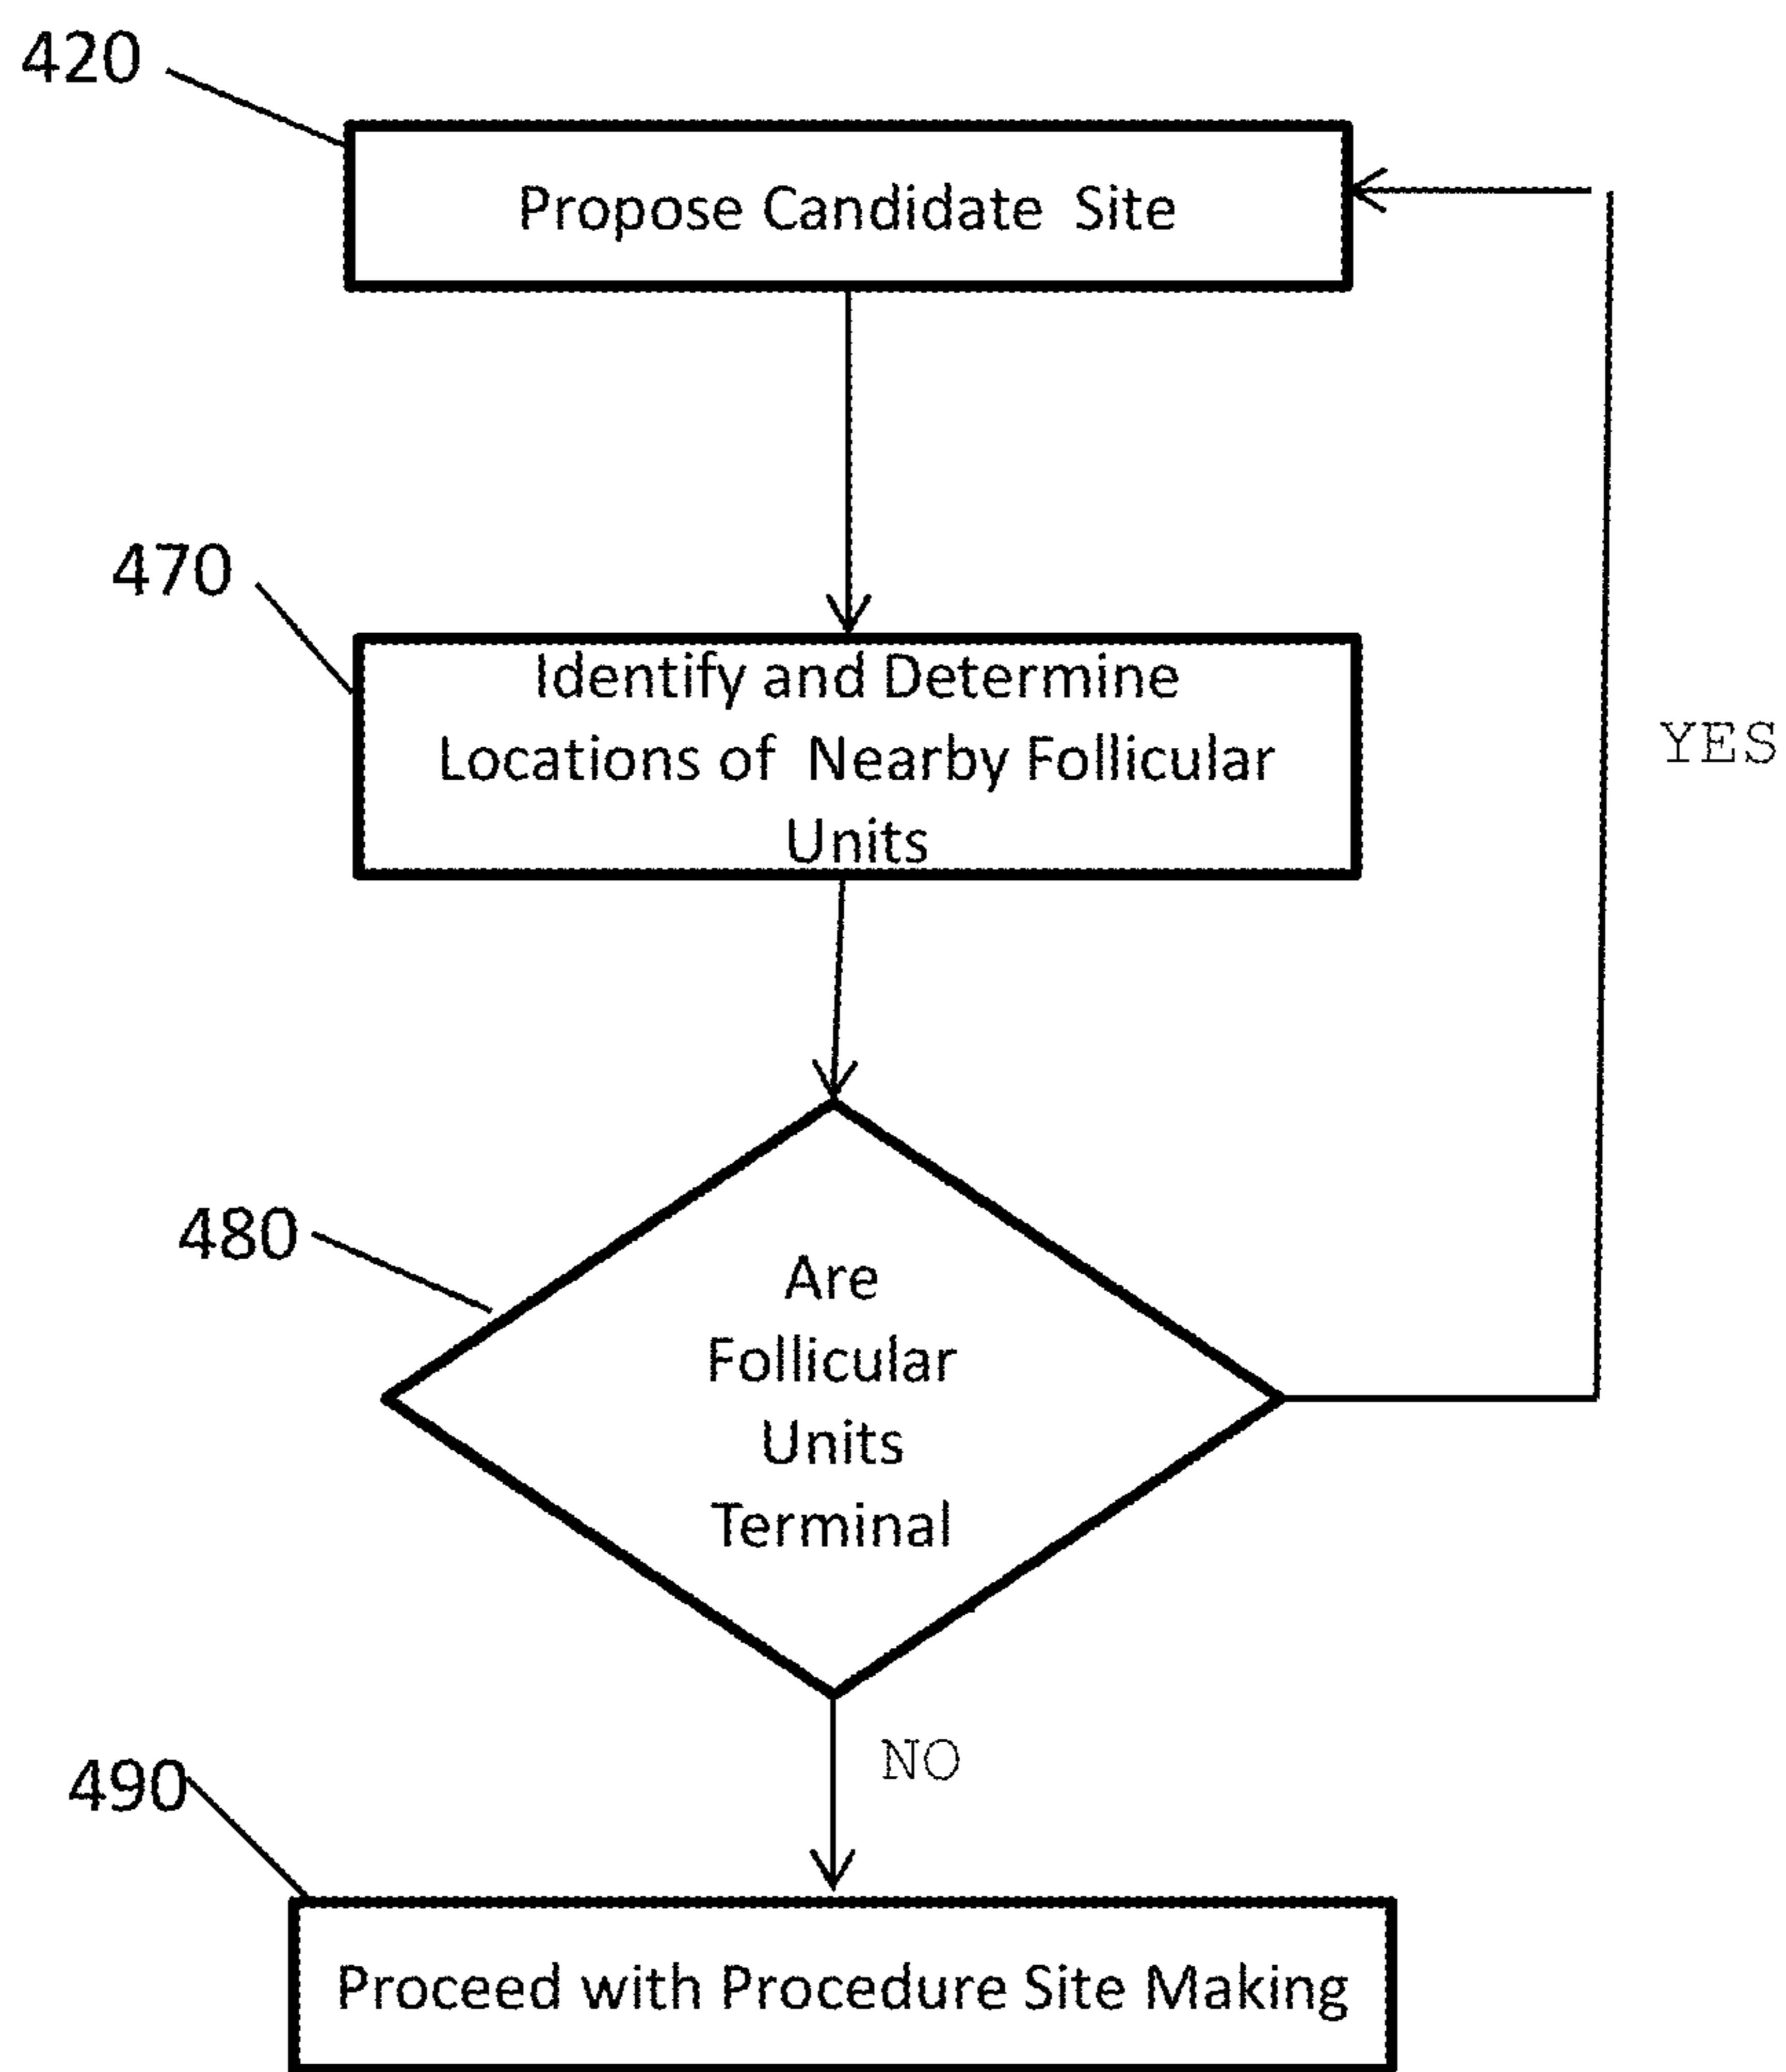 420
Propose Candidate Site
470
Identify and Determine
Locations of Nearby Follicular
Units
YES
480
Are
Follicular
Units
Terminal
NO
490
Proceed with Procedure Site Making